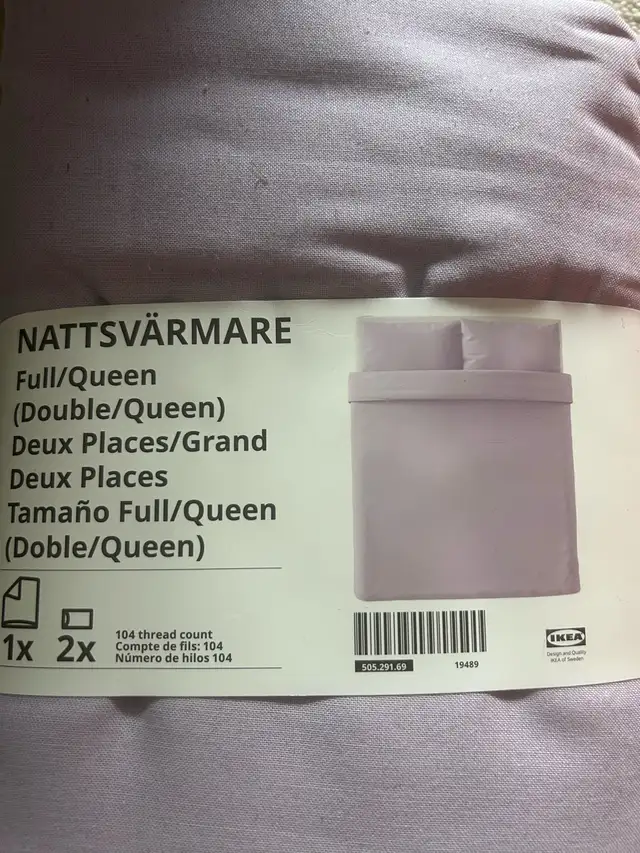 NATTSVÄRMARE
Full/Queen
(Double/Queen)
Deux Places/Grand
Deux Places
Tamaño Full/Queen
(Doble/Queen)
1x 2x
104 thread count
Compte de fils: 104
Número de hilos 104
505.291.69 19489
IKEA
Design and Quality
IKEA of Sweden